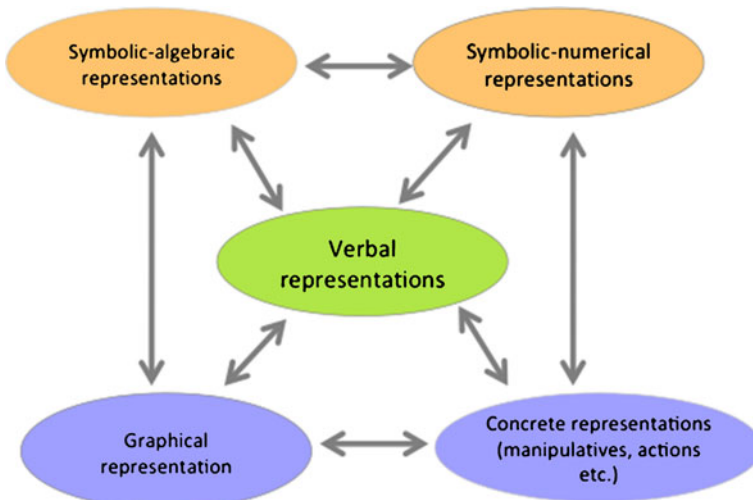 Symbolic-algebraic
representations
Symbolic-numerical
representations
Verbal
representations
Graphical
representation
Concrete representations
(manipulatives, actions
etc.)